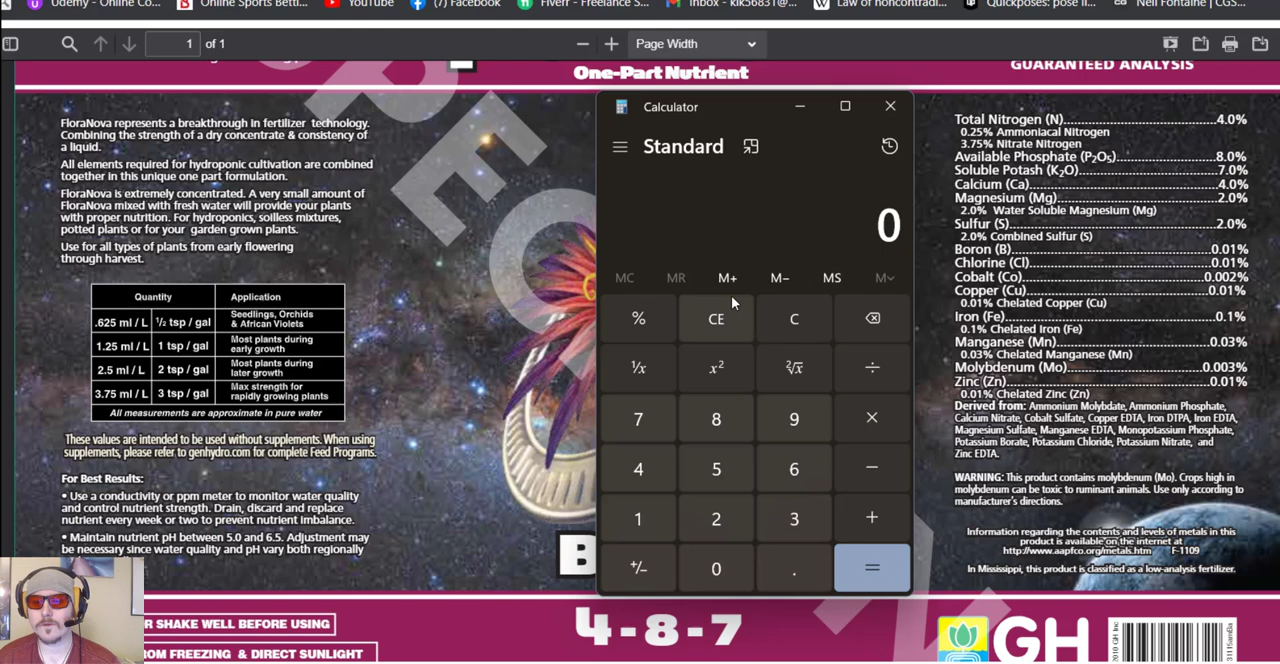 Udemy - Online Co...
Online Sports Betti...
YouTube
(7) Facebook
Fiverr - Freelance S...
Inbox - klk56831@g...
Law of noncontradi...
Quickposes: pose li...
Neil Fontaine | CGS...
1 of 1
Page Width
One-Part Nutrient
GUARANTEED ANALYSIS
FloraNova represents a breakthrough in fertilizer technology.
Combining the strength of a dry concentrate & consistency of
a liquid.
All elements required for hydroponic cultivation are combined
together in this unique one part formulation.
FloraNova is extremely concentrated. A very small amount of
FloraNova mixed with fresh water will provide your plants
with proper nutrition. For hydroponics, soilless mixtures,
potted plants or for your garden grown plants.
Use for all types of plants from early flowering
through harvest.
Quantity Application
.625 ml / L 1/2 tsp / gal Seedlings, Orchids
& African Violets
1.25 ml / L 1 tsp / gal Most plants during
early growth
2.5 ml / L 2 tsp / gal Most plants during
later growth
3.75 ml / L 3 tsp / gal Max strength for
rapidly growing plants
All measurements are approximate in pure water
These values are intended to be used without supplements. When using
supplements, please refer to genhydro.com for complete Feed Programs.
For Best Results:
• Use a conductivity or ppm meter to monitor water quality
and control nutrient strength. Drain, discard and replace
nutrient every week or two to prevent nutrient imbalance.
• Maintain nutrient pH between 5.0 and 6.5. Adjustment may
be necessary since water quality and pH vary both regionally
Calculator
Standard
0
MC MR M+ M− MS M
% CE C
1/x x² ²√x ÷
7 8 9 ×
4 5 6 −
1 2 3 +
+/− 0 . =
Total Nitrogen (N)........4.0%
0.25% Ammoniacal Nitrogen
3.75% Nitrate Nitrogen
Available Phosphate (P₂O₅)........8.0%
Soluble Potash (K₂O)........7.0%
Calcium (Ca)........4.0%
Magnesium (Mg)........2.0%
2.0% Water Soluble Magnesium (Mg)
Sulfur (S)........2.0%
2.0% Combined Sulfur (S)
Boron (B)........0.01%
Chlorine (Cl)........0.01%
Cobalt (Co)........0.002%
Copper (Cu)........0.01%
0.01% Chelated Copper (Cu)
Iron (Fe)........0.1%
0.1% Chelated Iron (Fe)
Manganese (Mn)........0.03%
0.03% Chelated Manganese (Mn)
Molybdenum (Mo)........0.003%
Zinc (Zn)........0.01%
0.01% Chelated Zinc (Zn)
Derived from: Ammonium Molybdate, Ammonium Phosphate,
Calcium Nitrate, Cobalt Sulfate, Copper EDTA, Iron DTPA, Iron EDTA,
Magnesium Sulfate, Manganese EDTA, Monopotassium Phosphate,
Potassium Borate, Potassium Chloride, Potassium Nitrate, and
Zinc EDTA.
WARNING: This product contains molybdenum (Mo). Crops high in
molybdenum can be toxic to ruminant animals. Use only according to
manufacturer's directions.
Information regarding the contents and levels of metals in this
product is available on the internet at
http://www.aapfco.org/metals.htm F-1109
In Mississippi, this product is classified as a low-analysis fertilizer.
B
R SHAKE WELL BEFORE USING
ROM FREEZING & DIRECT SUNLIGHT
4-8-7
GH